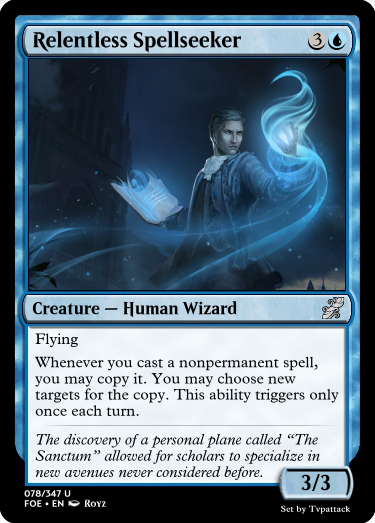 Relentless Spellseeker 3
Creature — Human Wizard
Flying
Whenever you cast a nonpermanent spell,
you may copy it. You may choose new
targets for the copy. This ability triggers only
once each turn.
The discovery of a personal plane called “The
Sanctum” allowed for scholars to specialize in
new avenues never considered before.
3/3
078/347 U
FOE • EN Royz
Set by Tvpattack